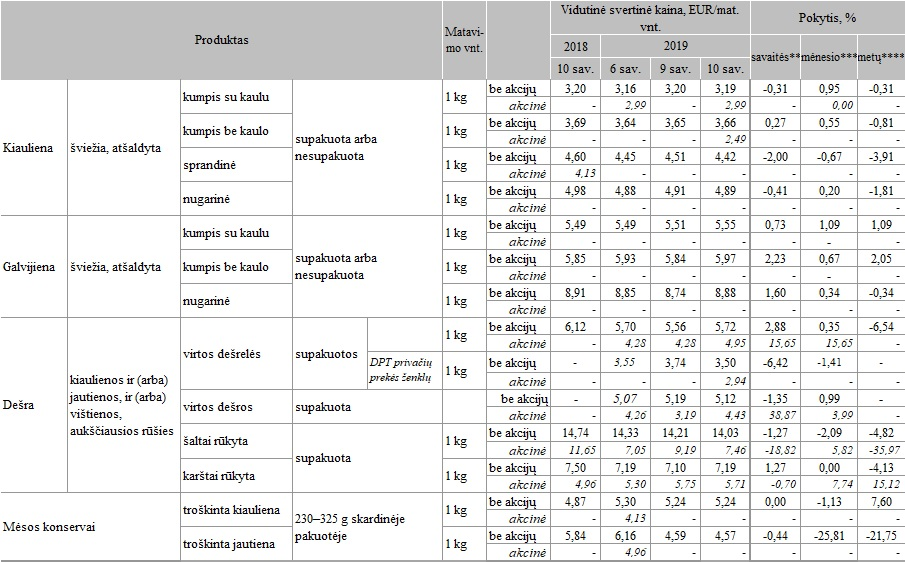 Produktas Matavi- Vidutinė svertinė kaina, EUR/mat. Pokytis, %
mo vnt. vnt.
2018 2019 savaitės** mėnesio*** metų****
10 sav. 6 sav. 9 sav. 10 sav.
Kiauliena šviežia, atšaldyta kumpis su kaulu supakuota arba nesupakuota 1 kg be akcijų 3,20 3,16 3,20 3,19 -0,31 0,95 -0,31
akcinė - 2,99 - 2,99 - 0,00 -
kumpis be kaulo 1 kg be akcijų 3,69 3,64 3,65 3,66 0,27 0,55 -0,81
akcinė - - - 2,49 - - -
sprandinė 1 kg be akcijų 4,60 4,45 4,51 4,42 -2,00 -0,67 -3,91
akcinė 4,13 - - - - - -
nugarinė 1 kg be akcijų 4,98 4,88 4,91 4,89 -0,41 0,20 -1,81
akcinė - - - - - - -
Galvijiena šviežia, atšaldyta kumpis su kaulu supakuota arba nesupakuota 1 kg be akcijų 5,49 5,49 5,51 5,55 0,73 1,09 1,09
akcinė - - - - - - -
kumpis be kaulo 1 kg be akcijų 5,85 5,93 5,84 5,97 2,23 0,67 2,05
akcinė - - - - - - -
nugarinė 1 kg be akcijų 8,91 8,85 8,74 8,88 1,60 0,34 -0,34
akcinė - - - - - - -
Dešra kiaulienos ir (arba) jautienos, ir (arba) vištienos, aukščiausios rūšies virtos dešrelės supakuotos 1 kg be akcijų 6,12 5,70 5,56 5,72 2,88 0,35 -6,54
akcinė - 4,28 4,28 4,95 15,65 15,65 -
DPT privačių prekės ženklų 1 kg be akcijų - 3,55 3,74 3,50 -6,42 -1,41 -
akcinė - - - 2,94 - - -
virtos dešros supakuota be akcijų - 5,07 5,19 5,12 -1,35 0,99 -
akcinė - 4,26 3,19 4,43 38,87 3,99 -
šaltai rūkyta supakuota 1 kg be akcijų 14,74 14,33 14,21 14,03 -1,27 -2,09 -4,82
akcinė 11,65 7,05 9,19 7,46 -18,82 5,82 -35,97
karštai rūkyta 1 kg be akcijų 7,50 7,19 7,10 7,19 1,27 0,00 -4,13
akcinė 4,96 5,30 5,75 5,71 -0,70 7,74 15,12
Mėsos konservai troškinta kiauliena 230–325 g skardinėje pakuotėje 1 kg be akcijų 4,87 5,30 5,24 5,24 0,00 -1,13 7,60
akcinė - 4,13 - - - - -
troškinta jautiena 1 kg be akcijų 5,84 6,16 4,59 4,57 -0,44 -25,81 -21,75
akcinė - 4,96 - - - - -